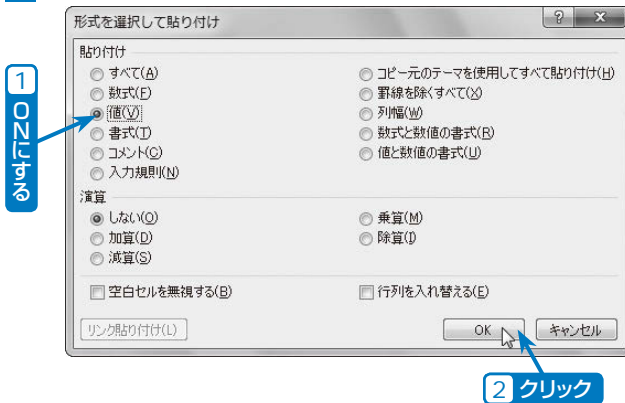 形式を選択して貼り付け
貼り付け
すべて(A)
コピー元のテーマを使用してすべて貼り付け(H)
数式(F)
罫線を除くすべて(X)
値(V)
列幅(W)
書式(T)
数式と数値の書式(R)
コメント(C)
値と数値の書式(U)
入力規則(N)
演算
しない(O)
乗算(M)
加算(D)
除算(I)
減算(S)
空白セルを無視する(B)
行列を入れ替える(E)
リンク貼り付け(L)
OK
キャンセル
1 ONにする
2 クリック